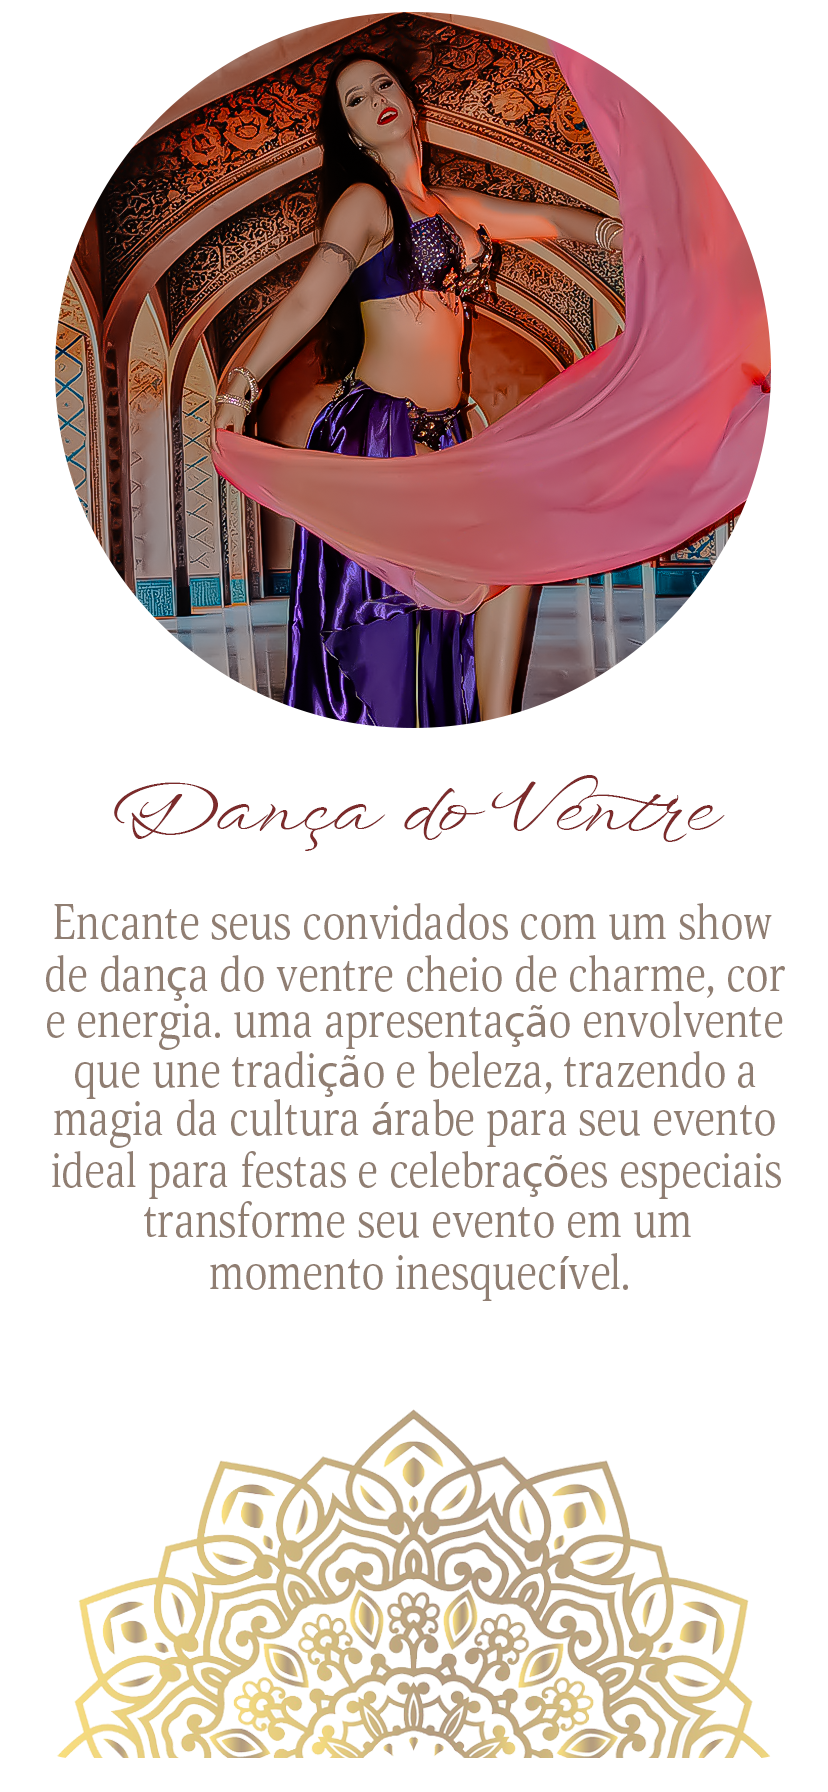 Dança do Ventre
Encante seus convidados com um show
de dança do ventre cheio de charme, cor
e energia. uma apresentação envolvente
que une tradição e beleza, trazendo a
magia da cultura árabe para seu evento
ideal para festas e celebrações especiais
transforme seu evento em um
momento inesquecível.